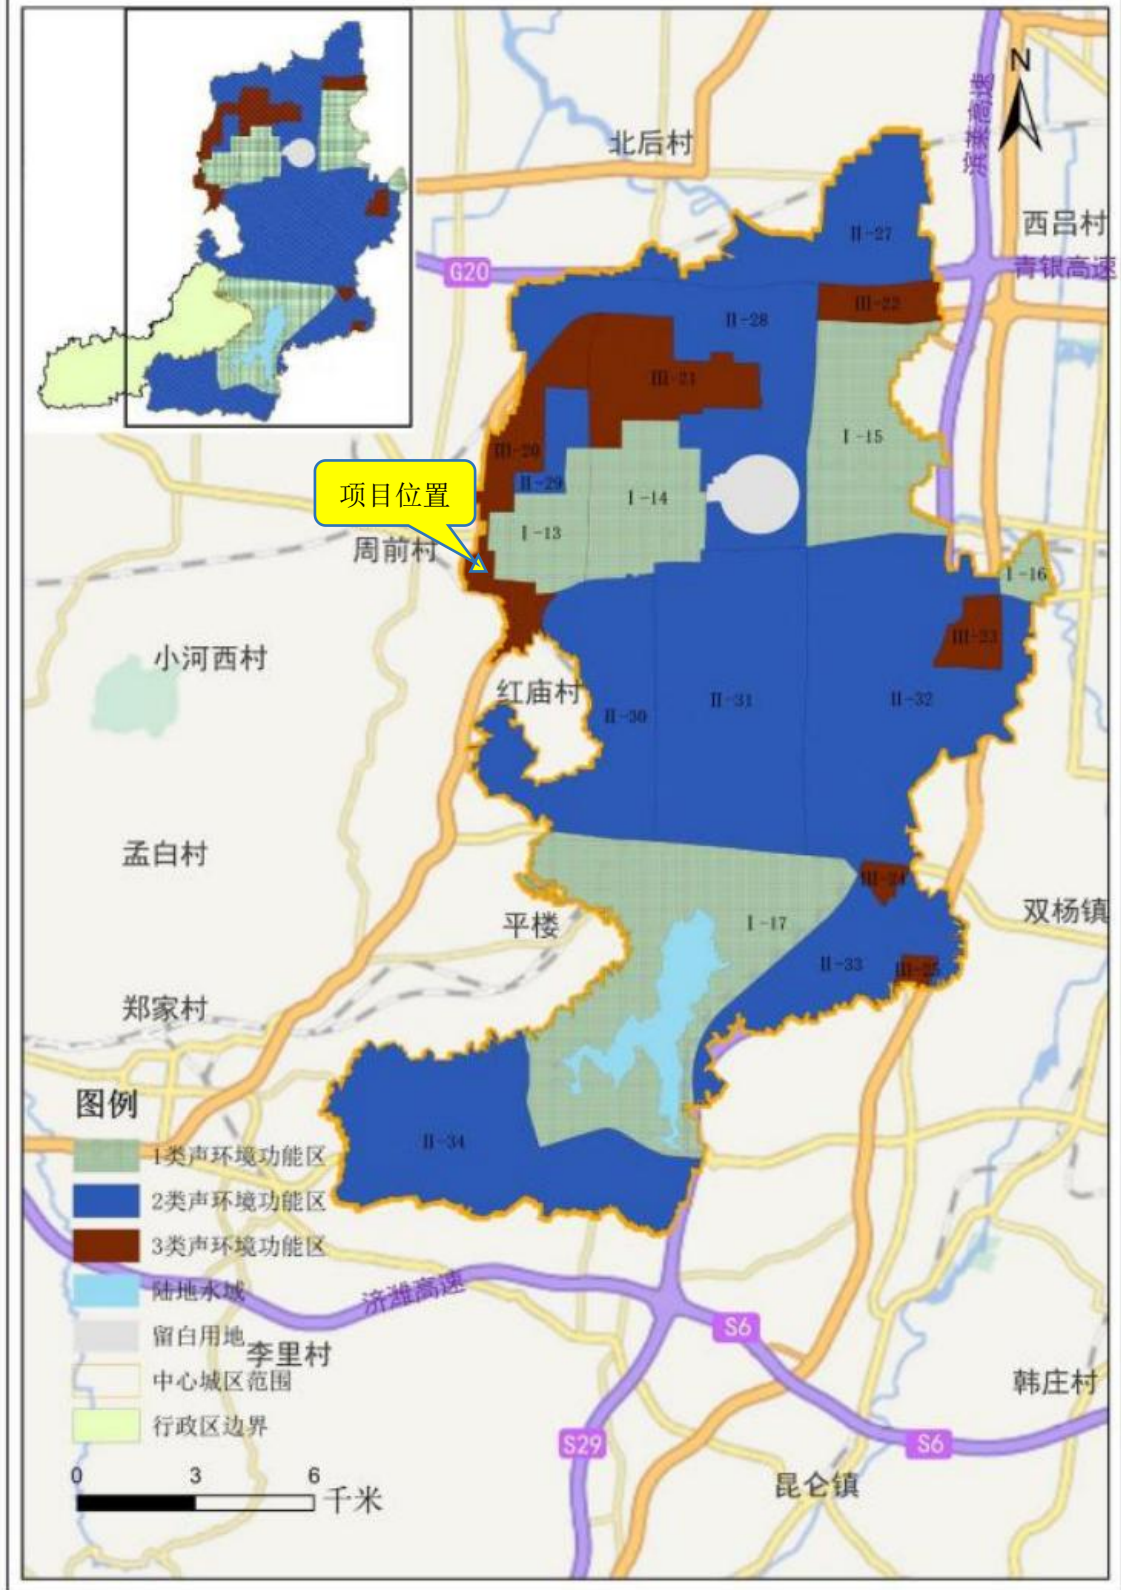 N
北后村
滨莱高速
西吕村
G20
青银高速
II-27
II-28
III-22
III-21
I-15
III-20
II-29
I-14
项目位置
I-13
周前村
I-16
小河西村
III-23
红庙村
II-30
II-31
II-32
孟白村
III-24
平楼
I-17
双杨镇
II-33
III-25
郑家村
图例
1类声环境功能区
II-34
2类声环境功能区
3类声环境功能区
陆地水域
济潍高速
留白用地
李里村
S6
中心城区范围
韩庄村
行政区边界
S29
S6
0 3 6
千米
昆仑镇